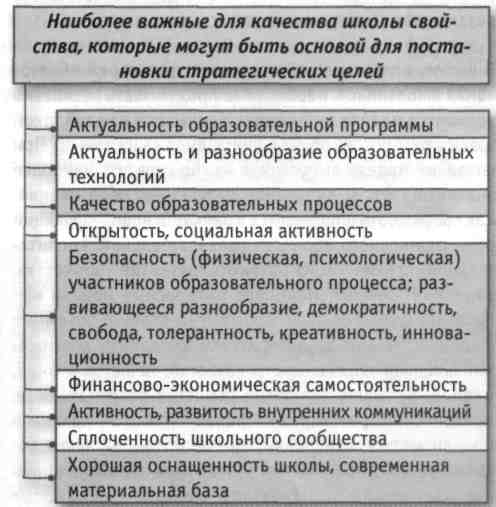 Наиболее важные для качества школы свой-
ства, которые могут быть основой для поста-
новки стратегических целей
Актуальность образовательной программы
Актуальность и разнообразие образовательных
технологий
Качество образовательных процессов
Открытость, социальная активность
Безопасность (физическая, психологическая)
участников образовательного процесса; раз-
вивающееся разнообразие, демократичность,
свобода, толерантность, креативность, иннова-
ционность
Финансово-экономическая самостоятельность
Активность, развитость внутренних коммуникаций
Сплоченность школьного сообщества
Хорошая оснащенность школы, современная
материальная база